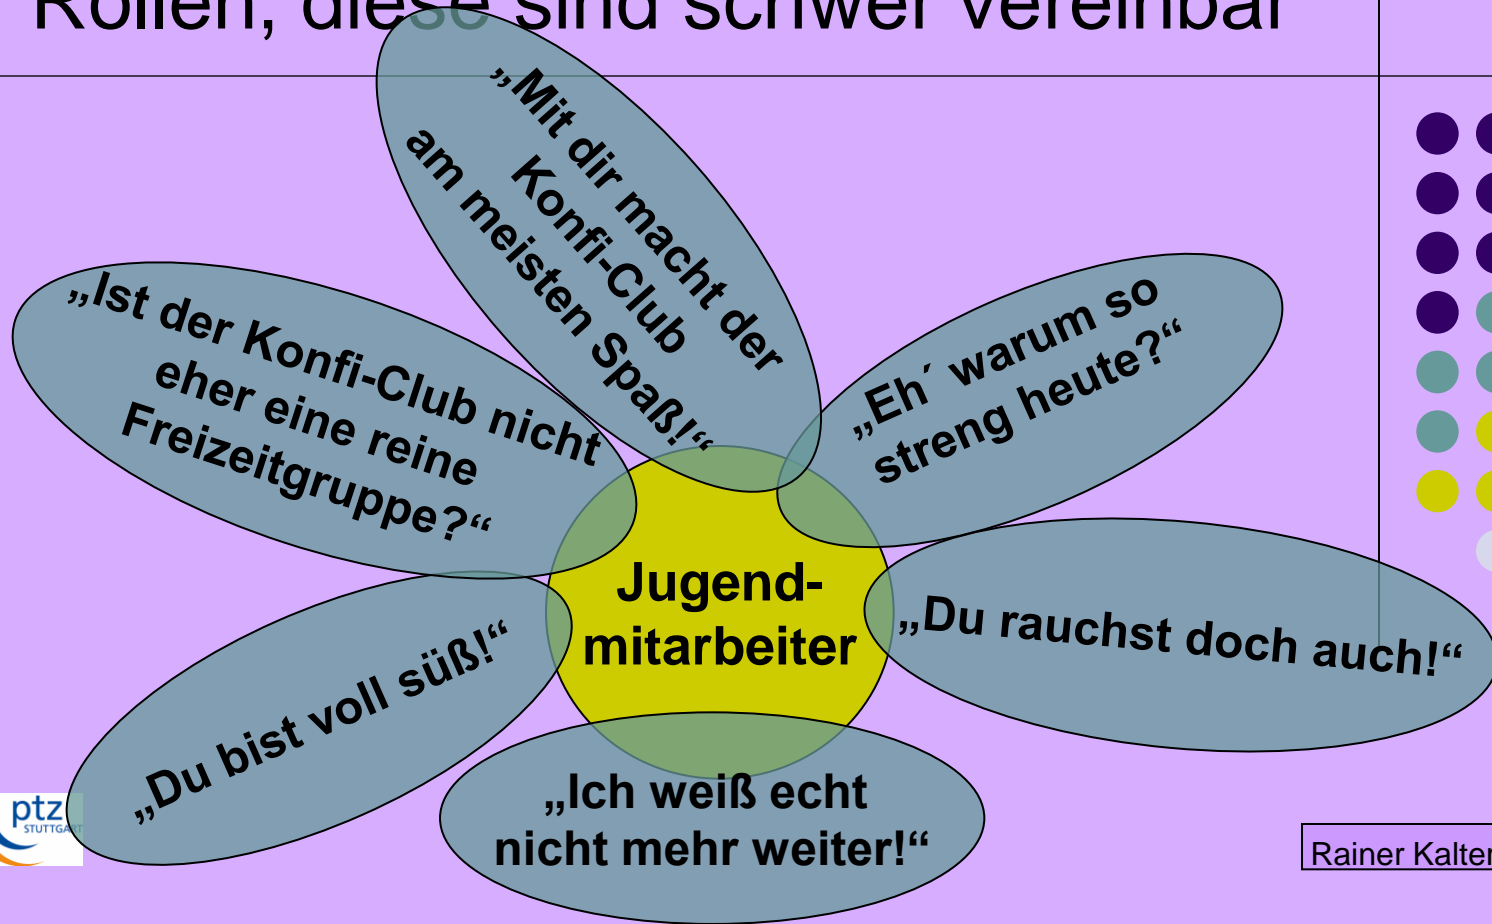 Rollen, diese sind schwer vereinbar
„Mit dir macht der
Konfi-Club
am meisten Spaß!“
„Ist der Konfi-Club nicht
eher eine reine
Freizeitgruppe?“
„Eh´ warum so
streng heute?“
Jugend-
mitarbeiter
„Du rauchst doch auch!“
„Du bist voll süß!“
„Ich weiß echt
nicht mehr weiter!“
ptz
STUTTGART
Rainer Kalter